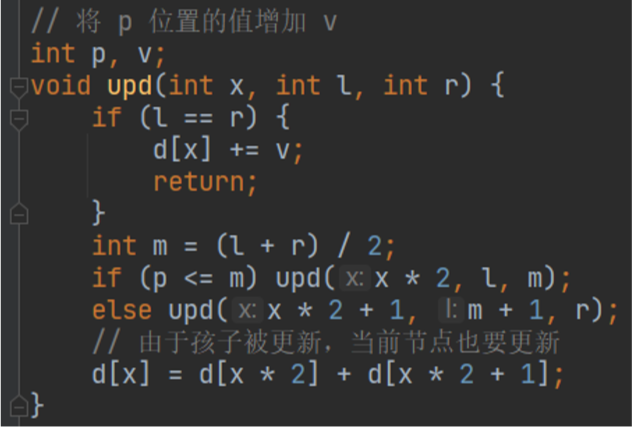 // 将 p 位置的值增加 v
int p, v;
void upd(int x, int l, int r) {
    if (l == r) {
        d[x] += v;
        return;
    }
    int m = (l + r) / 2;
    if (p <= m) upd(x: x * 2, l, m);
    else upd(x: x * 2 + 1, l: m + 1, r);
    // 由于孩子被更新，当前节点也要更新
    d[x] = d[x * 2] + d[x * 2 + 1];
}